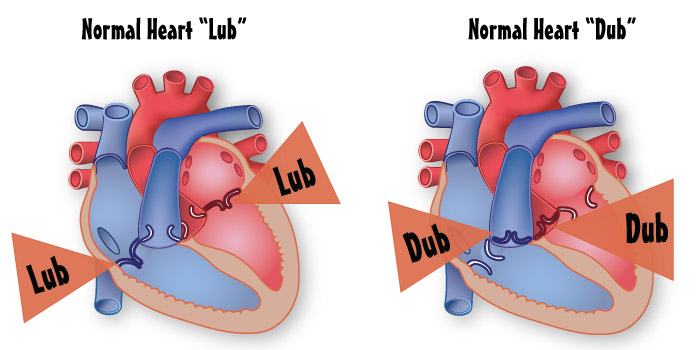 Normal Heart “Lub”
Normal Heart “Dub”
Lub
Lub
Dub
Dub